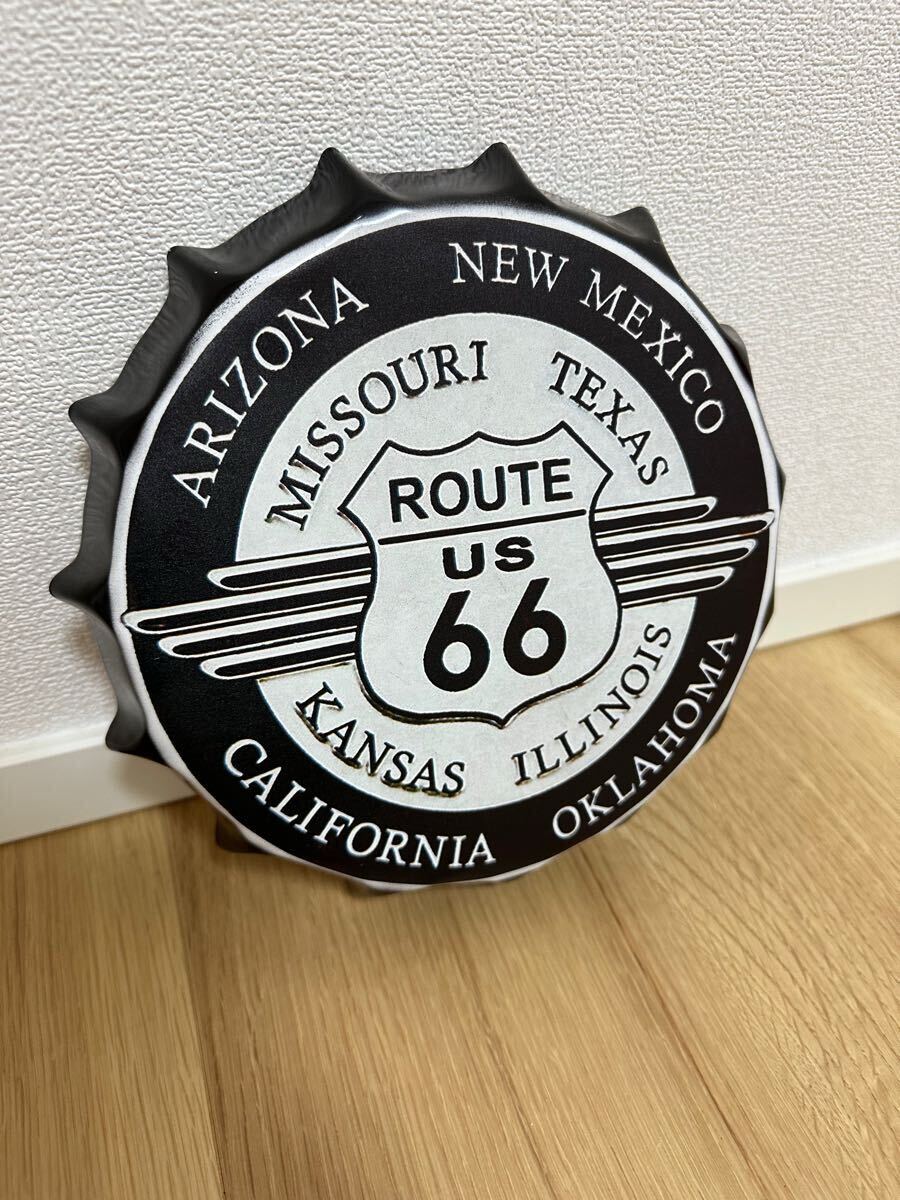 ARIZONA
NEW MEXICO
MISSOURI
TEXAS
ROUTE
US
66
KANSAS
ILLINOIS
CALIFORNIA
OKLAHOMA